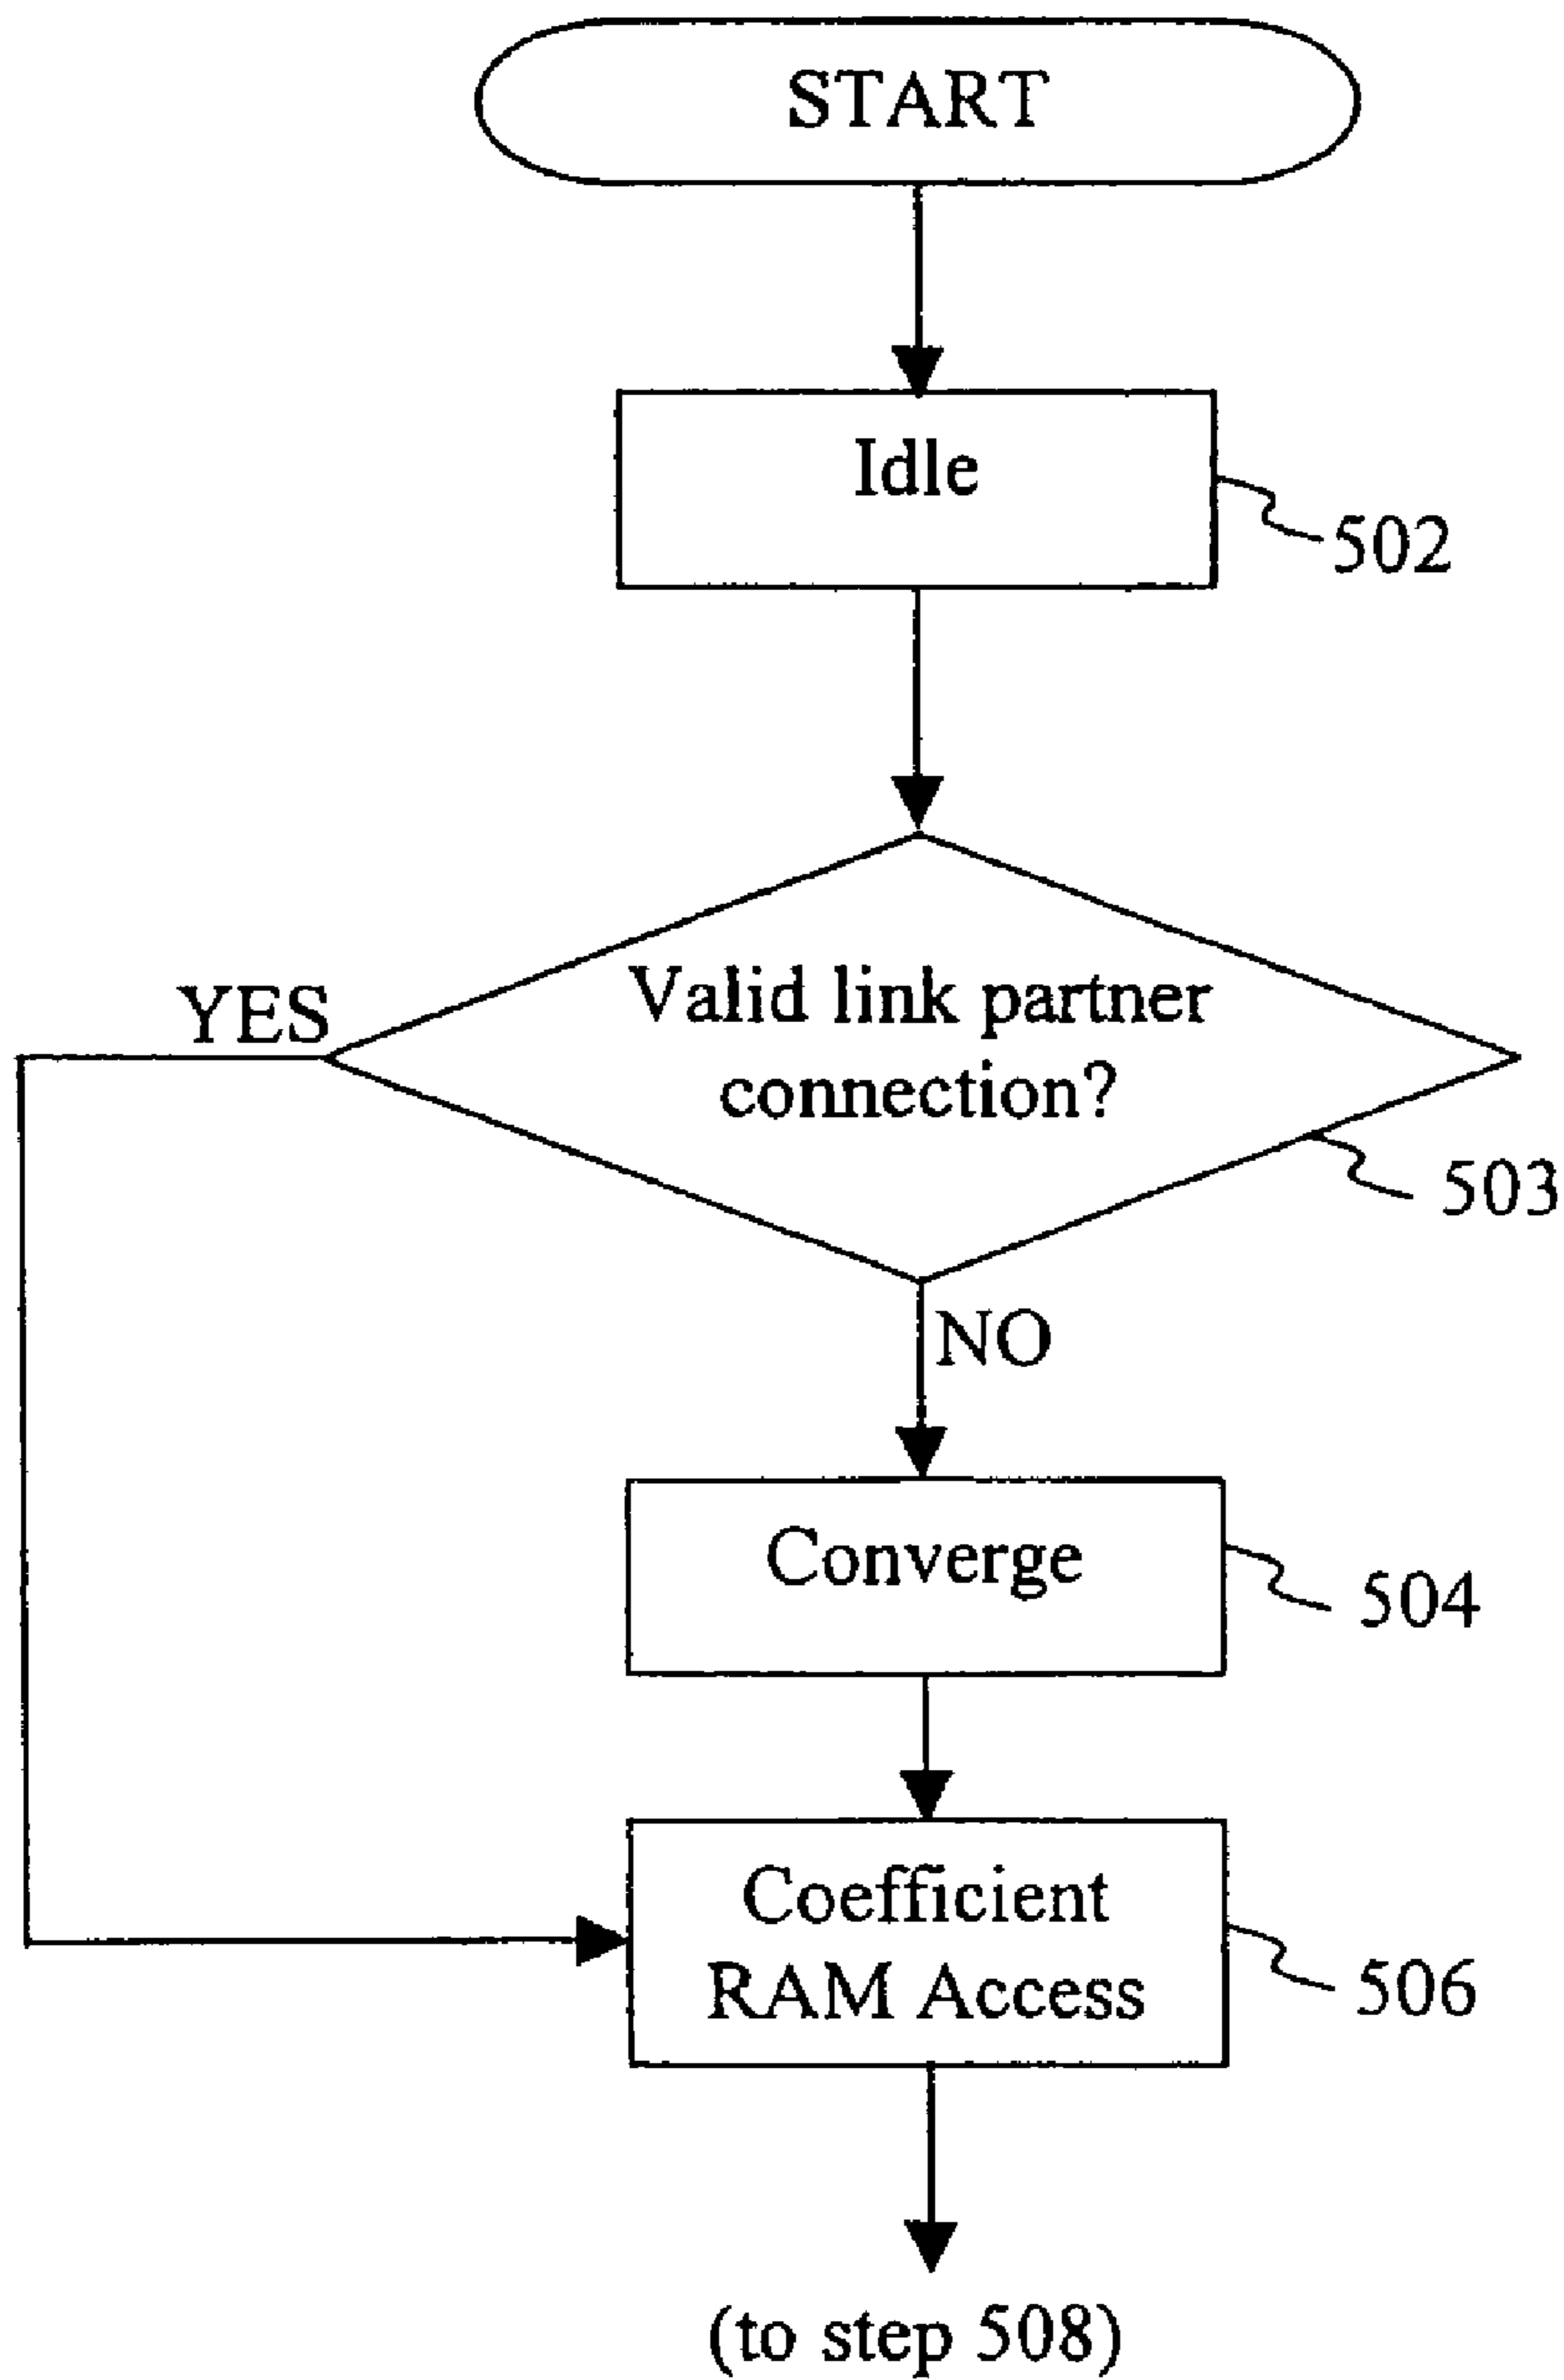 START
Idle
502
Valid link partner
connection?
YES
503
NO
Converge
504
Coefficient
RAM Access
506
(to step 508)